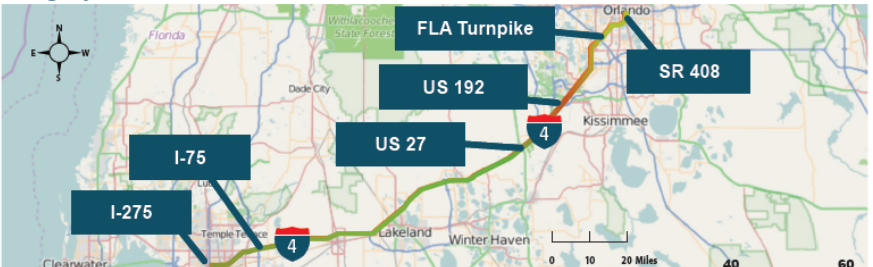 Orlando
Withlacooche
State Forest
Florida
FLA Turnpike
N
E W
S
SR 408
US 192
Dade City
Kissimmee
4
US 27
I-75
I-275
Temple Terrace
4
Lakeland
Winter Haven
0 10 20 Miles
Clearwater
40 60